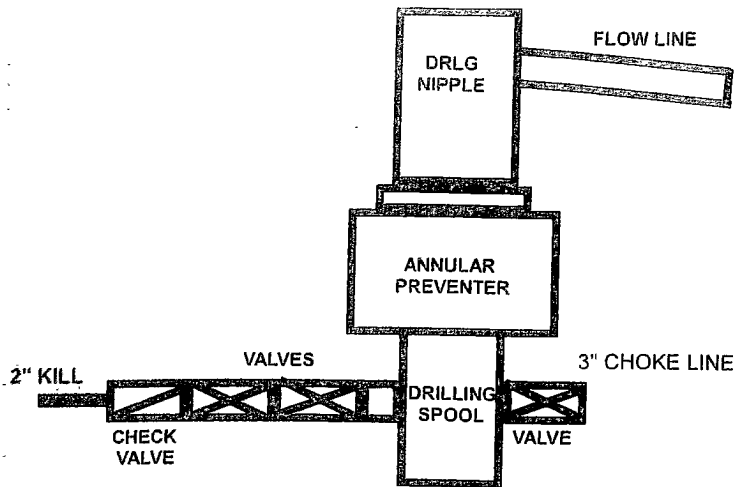 DRLG
NIPPLE
FLOW LINE
ANNULAR
PREVENTER
2" KILL
VALVES
3" CHOKE LINE
DRILLING
SPOOL
CHECK
VALVE
VALVE